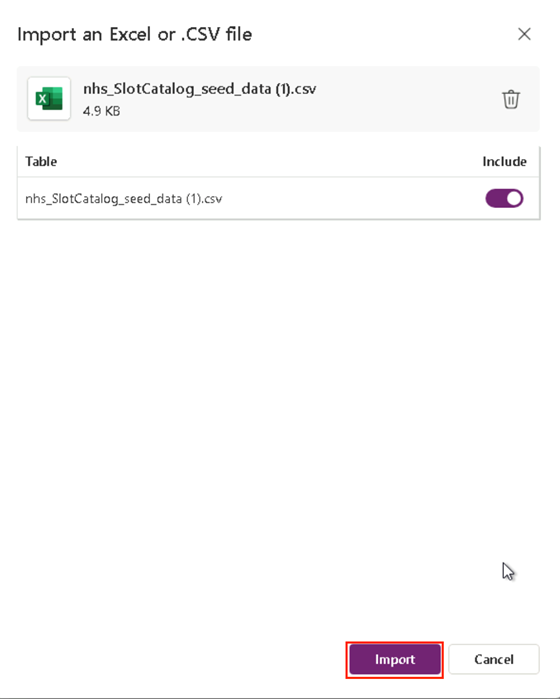 Import an Excel or .CSV file
nhs_SlotCatalog_seed_data (1).csv
4.9 KB
Table Include
nhs_SlotCatalog_seed_data (1).csv
Import Cancel